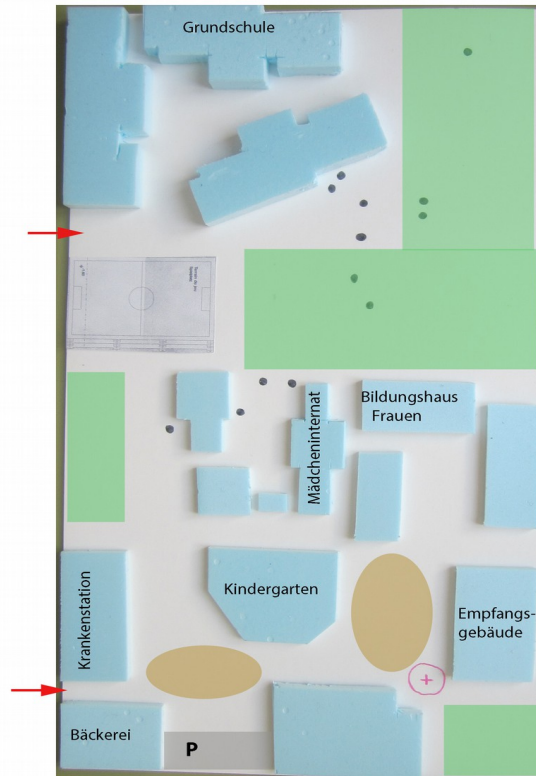 Grundschule
Bildungshaus
Frauen
Mädcheninternat
Kindergarten
Krankenstation
Empfangs-
gebäude
Bäckerei
P